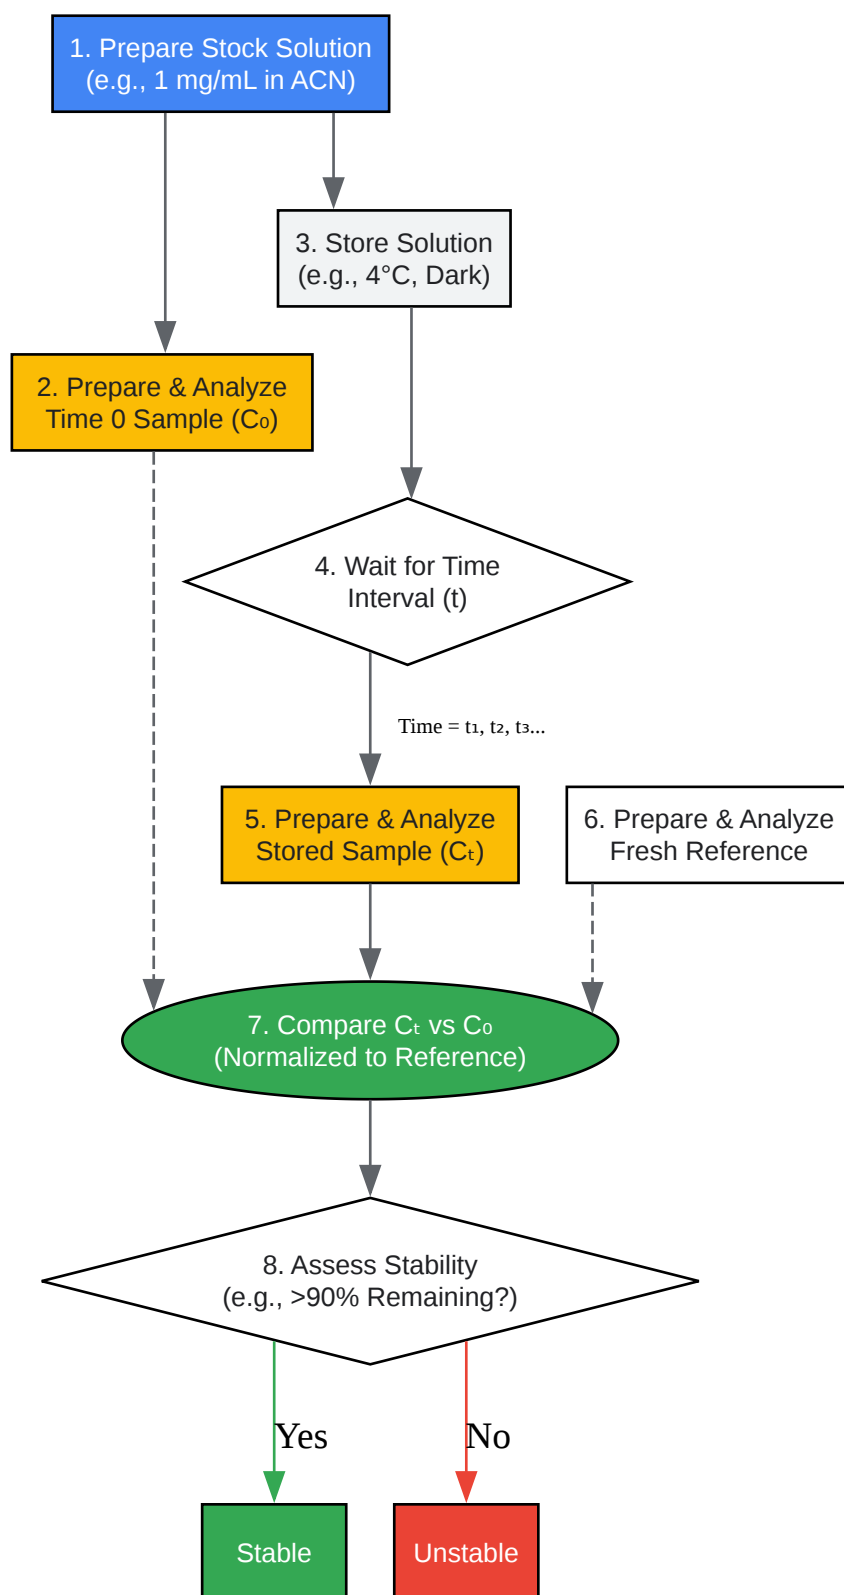 1. Prepare Stock Solution
(e.g., 1 mg/mL in ACN)
3. Store Solution
(e.g., 4°C, Dark)
2. Prepare & Analyze
Time 0 Sample (C₀)
4. Wait for Time
Interval (t)
Time = t₁, t₂, t₃...
5. Prepare & Analyze
Stored Sample (Cₜ)
6. Prepare & Analyze
Fresh Reference
7. Compare Cₜ vs C₀
(Normalized to Reference)
8. Assess Stability
(e.g., >90% Remaining?)
Yes
No
Stable
Unstable